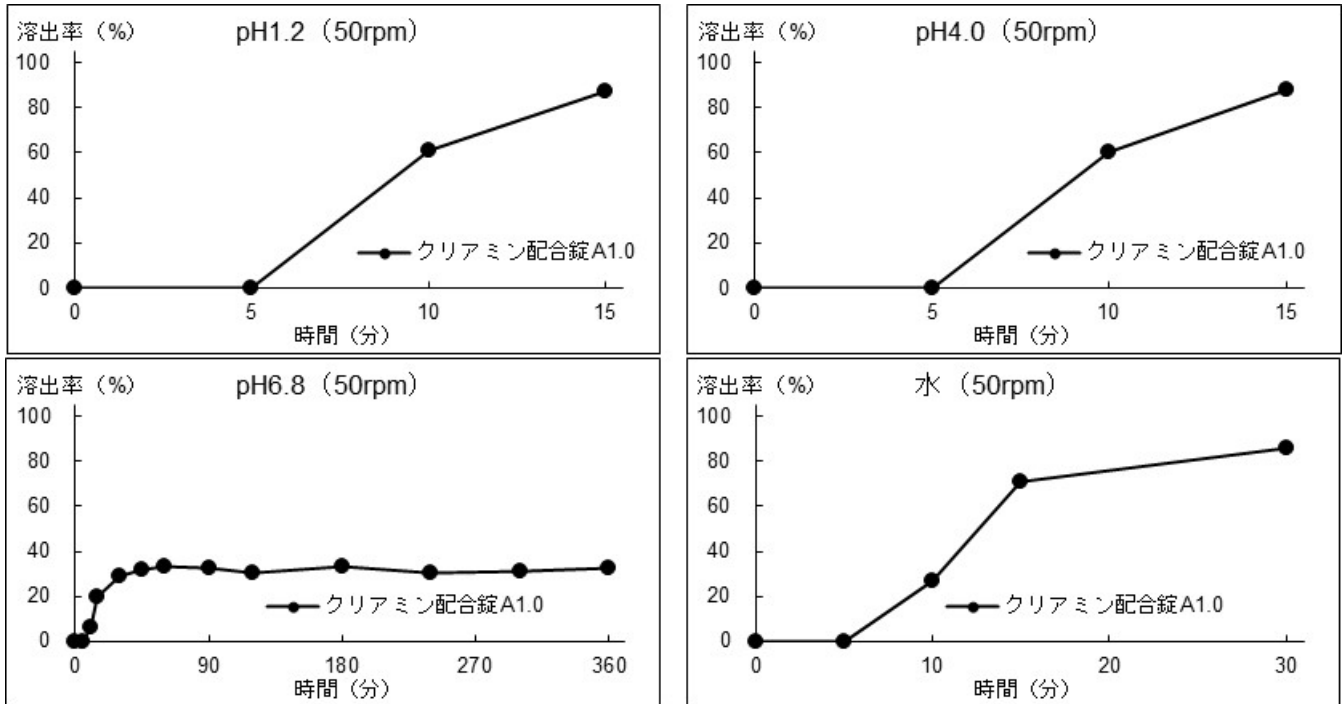 溶出率（%） pH1.2（50rpm）
100
80
60
40
20
0
クリアミン配合錠A1.0
0 5 10 15
時間（分）
溶出率（%） pH4.0（50rpm）
100
80
60
40
20
0
クリアミン配合錠A1.0
0 5 10 15
時間（分）
溶出率（%） pH6.8（50rpm）
100
80
60
40
20
0
クリアミン配合錠A1.0
0 90 180 270 360
時間（分）
溶出率（%） 水（50rpm）
100
80
60
40
20
0
クリアミン配合錠A1.0
0 10 20 30
時間（分）